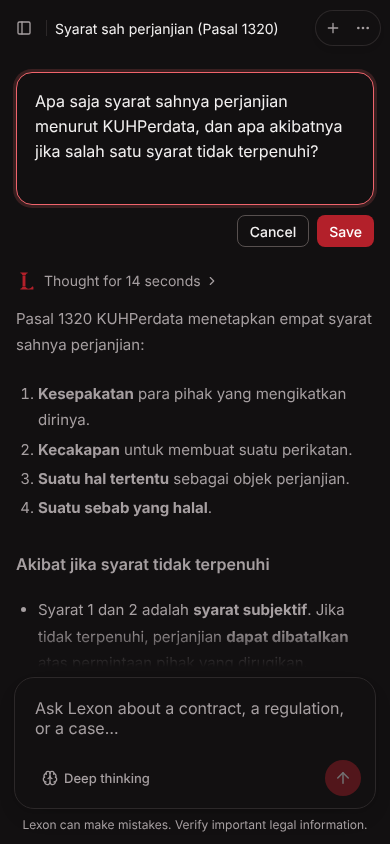 Syarat sah perjanjian (Pasal 1320)
Apa saja syarat sahnya perjanjian
menurut KUHPerdata, dan apa akibatnya
jika salah satu syarat tidak terpenuhi?
Cancel
Save
L Thought for 14 seconds
Pasal 1320 KUHPerdata menetapkan empat syarat
sahnya perjanjian:
1. Kesepakatan para pihak yang mengikatkan
dirinya.
2. Kecakapan untuk membuat suatu perikatan.
3. Suatu hal tertentu sebagai objek perjanjian.
4. Suatu sebab yang halal.
Akibat jika syarat tidak terpenuhi
• Syarat 1 dan 2 adalah syarat subjektif. Jika
tidak terpenuhi, perjanjian dapat dibatalkan
atas permintaan pihak yang dirugikan
Ask Lexon about a contract, a regulation,
or a case...
Deep thinking
Lexon can make mistakes. Verify important legal information.